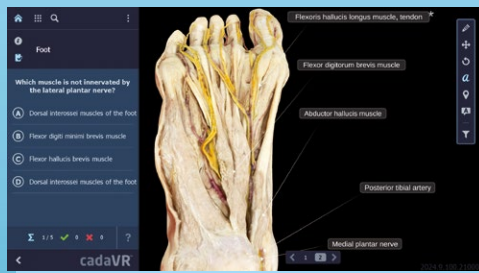 Foot
Which muscle is not innervated by
the lateral plantar nerve?
A Dorsal interossei muscles of the foot
B Flexor digiti minimi brevis muscle
C Flexor hallucis brevis muscle
D Dorsal interossei muscles of the foot
Σ 1/5 0 0 ?
cadaVR
Flexoris hallucis longus muscle, tendon *
Flexor digitorum brevis muscle
Abductor hallucis muscle
Posterior tibial artery
Medial plantar nerve
1 2
a
A